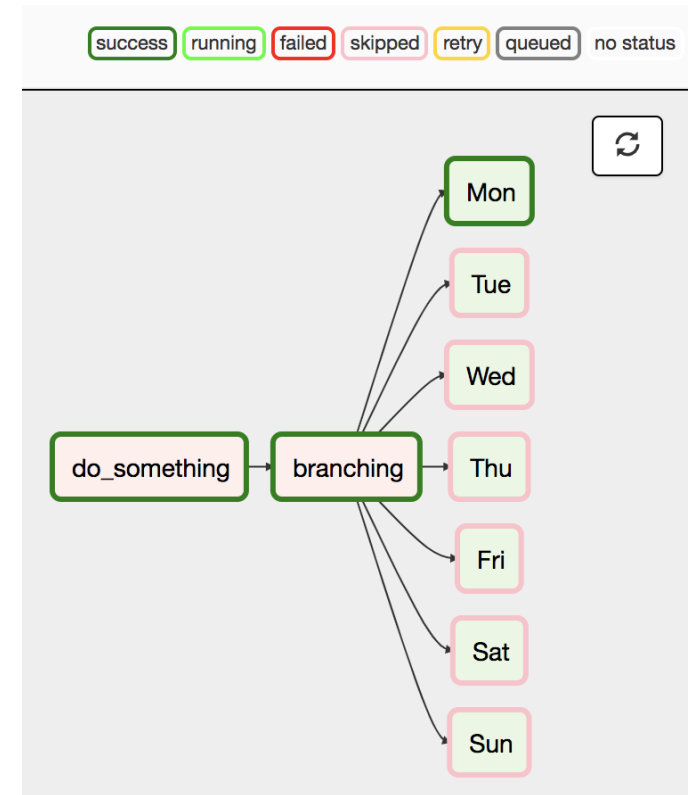 success running failed skipped retry queued no status
Mon
Tue
Wed
do_something branching Thu
Fri
Sat
Sun